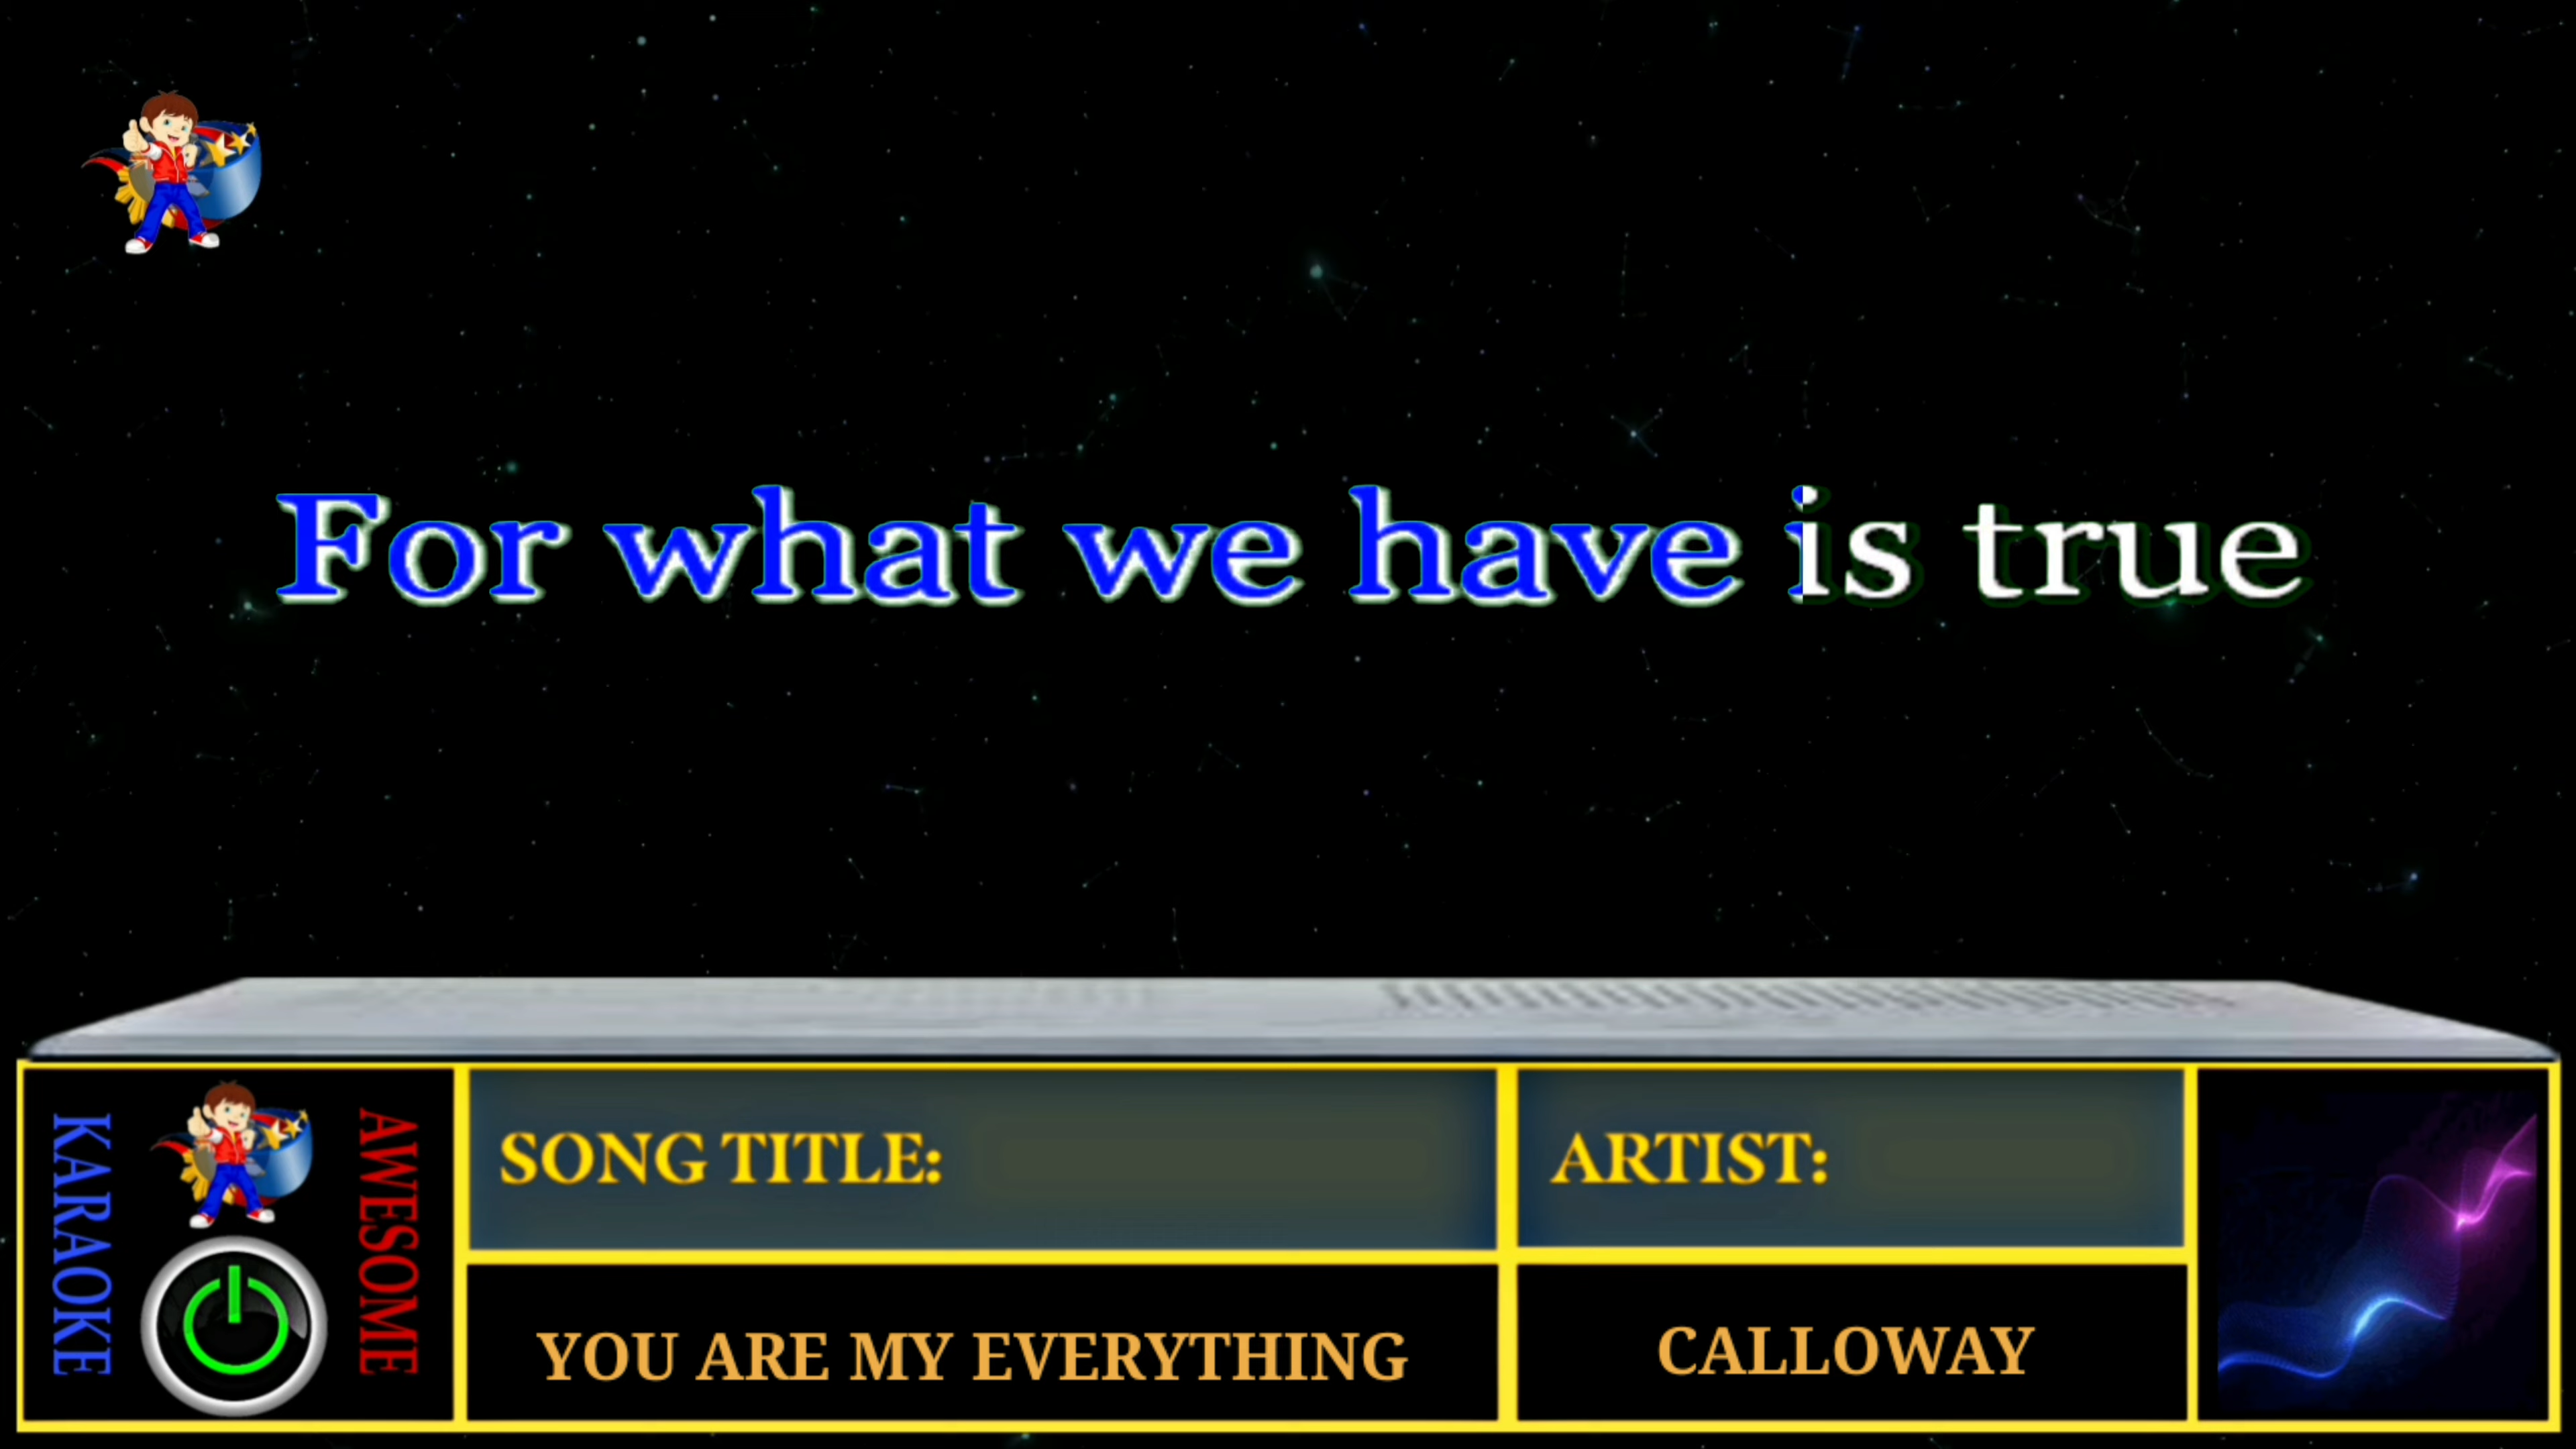 For what we have is true
KARAOKE
AWESOME
SONG TITLE:
ARTIST:
YOU ARE MY EVERYTHING
CALLOWAY